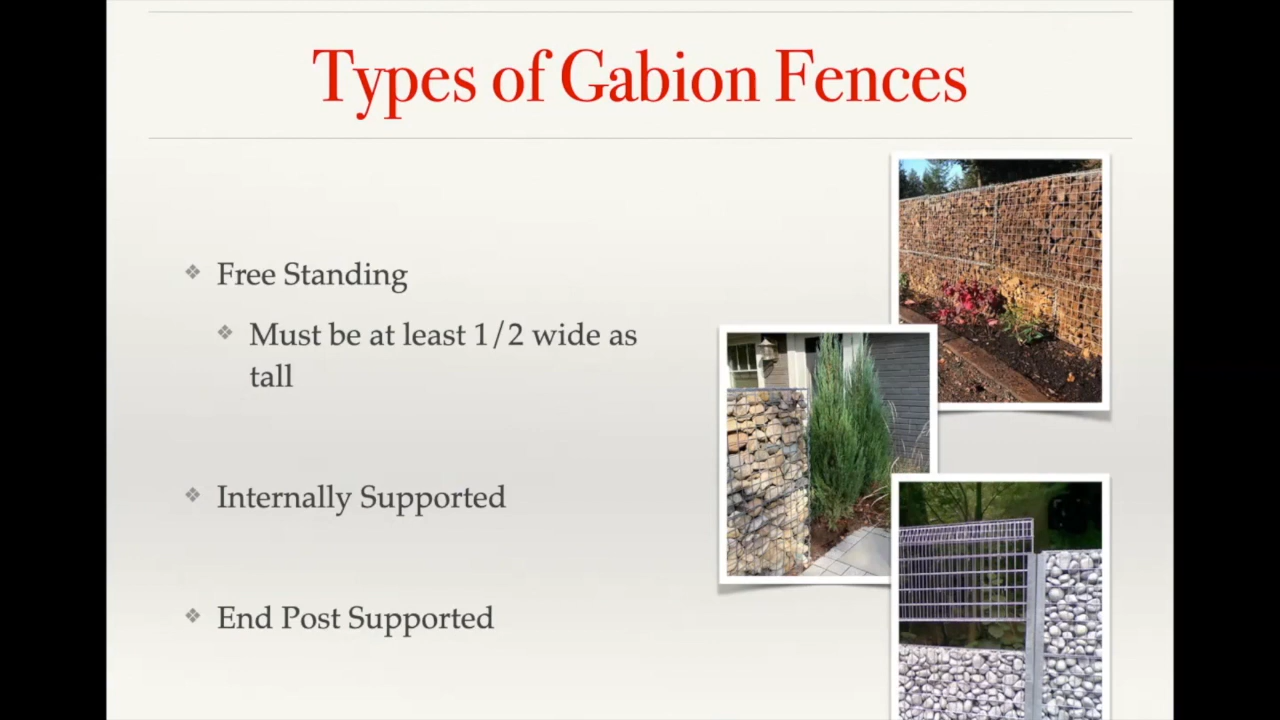 Types of Gabion Fences
Free Standing
Must be at least 1/2 wide as
tall
Internally Supported
End Post Supported